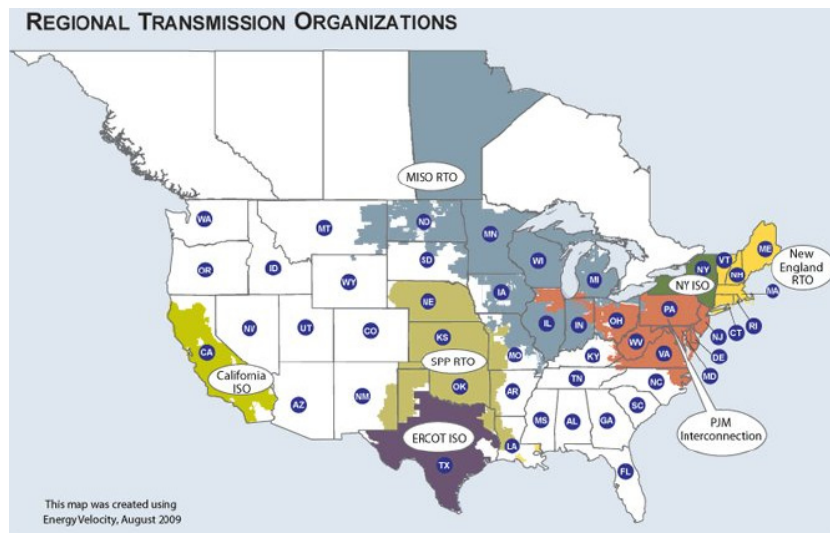 REGIONAL TRANSMISSION ORGANIZATIONS
MISO RTO
WA
MT
ND
MN
OR
ID
WY
SD
WI
MI
VT
ME
NH
NY
NY ISO
New England
RTO
MA
RI
CT
NV
UT
CO
NE
IA
IL
IN
OH
PA
NJ
DE
MD
CA
California
ISO
KS
SPP RTO
MO
KY
WV
VA
AZ
NM
OK
AR
TN
NC
SC
PJM
Interconnection
ERCOT ISO
TX
LA
MS
AL
GA
FL
This map was created using
EnergyVelocity, August 2009